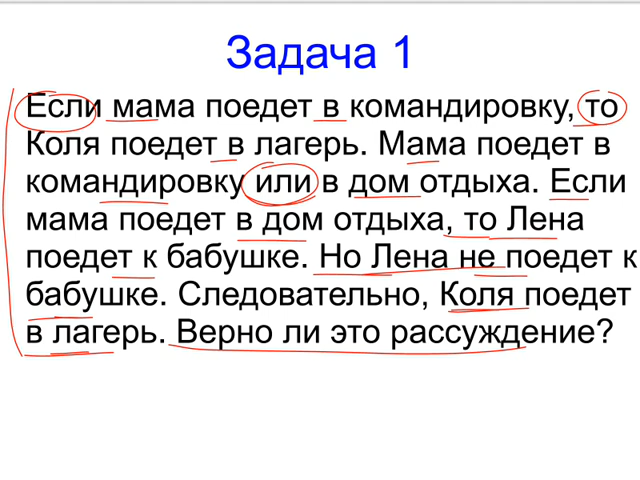 Задача 1
Если мама поедет в командировку, то
Коля поедет в лагерь. Мама поедет в
командировку или в дом отдыха. Если
мама поедет в дом отдыха, то Лена
поедет к бабушке. Но Лена не поедет к
бабушке. Следовательно, Коля поедет
в лагерь. Верно ли это рассуждение?